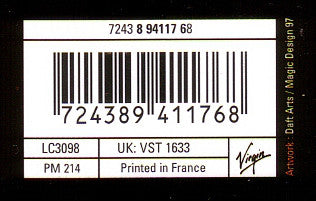 7243 8 94117 68
724389 411768
LC3098
UK: VST 1633
PM 214
Printed in France
Virgin
Artwork : Daft Arts / Magic Design 97